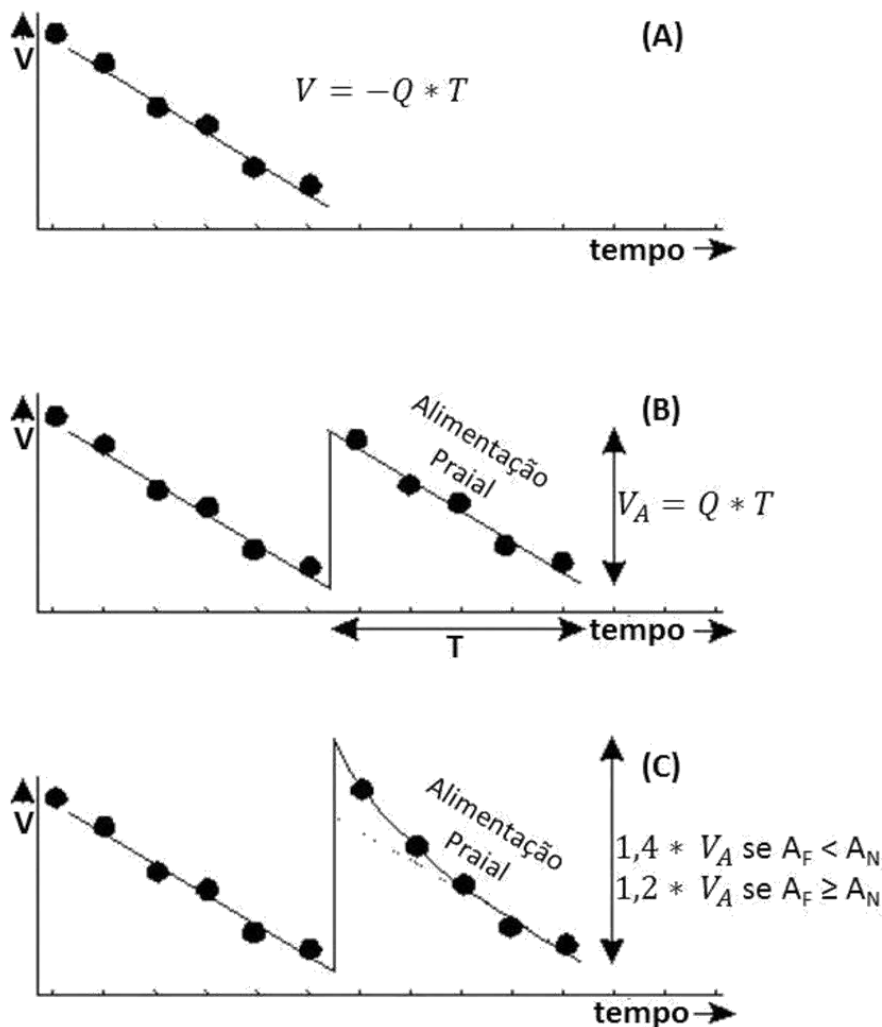 (A)
V
V = −Q * T
tempo
(B)
V
Alimentação
Praial
V_A = Q * T
T
tempo
(C)
V
Alimentação
Praial
1,4 * V_A se A_F < A_N
1,2 * V_A se A_F ≥ A_N
tempo